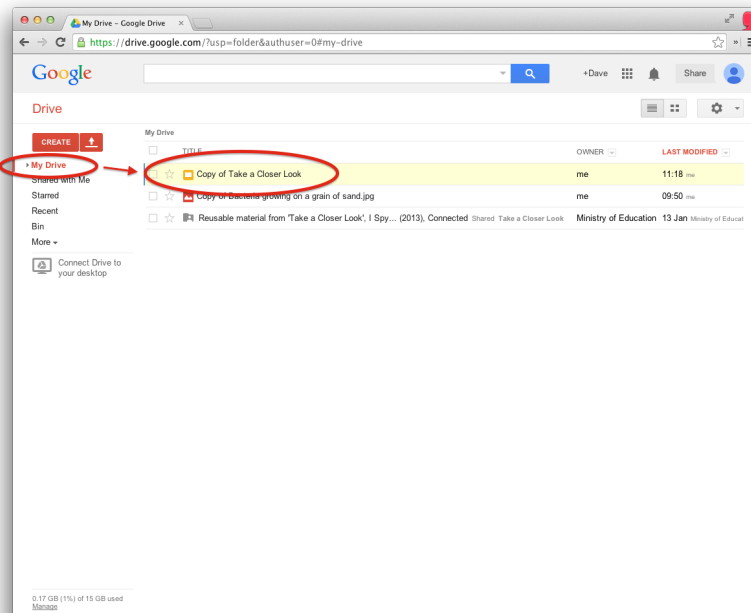 My Drive – Google Drive
https://drive.google.com/?usp=folder&authuser=0#my-drive
Google
+Dave
Share
Drive
CREATE
My Drive
Shared with Me
Starred
Recent
Bin
More
Connect Drive to
your desktop
My Drive
TITLE OWNER LAST MODIFIED
Copy of Take a Closer Look me 11:18 me
Copy of Bacteria growing on a grain of sand.jpg me 09:50 me
Reusable material from 'Take a Closer Look', I Spy... (2013), Connected Shared Take a Closer Look Ministry of Education 13 Jan Ministry of Educat
0.17 GB (1%) of 15 GB used
Manage